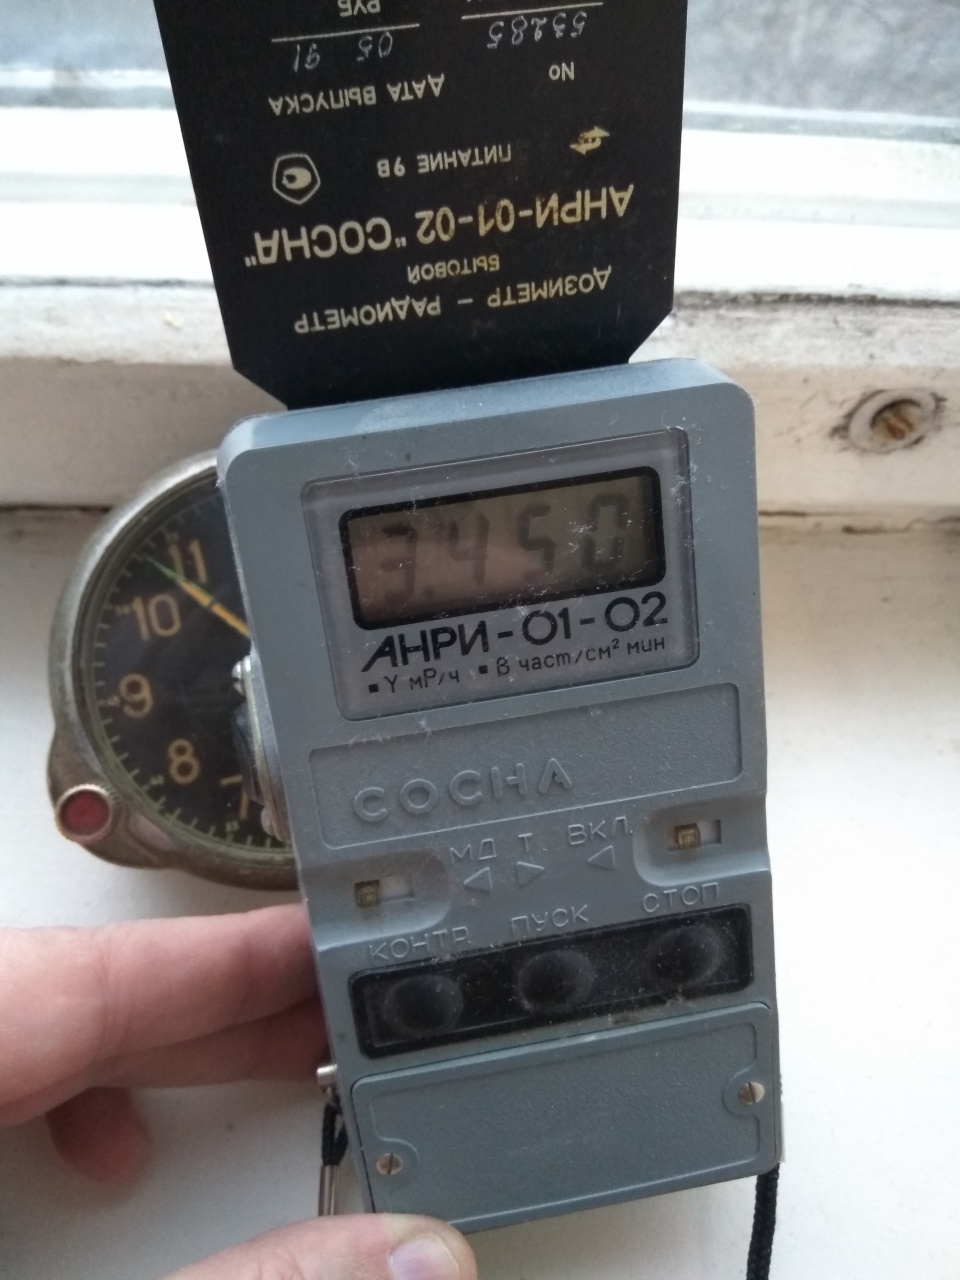 ДОЗИМЕТР – РАДИОМЕТР
БЫТОВОЙ
АНРИ-01-02 "СОСНА"
ПИТАНИЕ 9В
№ ДАТА ВЫПУСКА
53285 05 91
РУБ
3.450
АНРИ-01-02
γ мР/ч β част/см² мин
СОСНА
МД Т. ВКЛ.
КОНТР. ПУСК СТОП
11
10
9
8
7